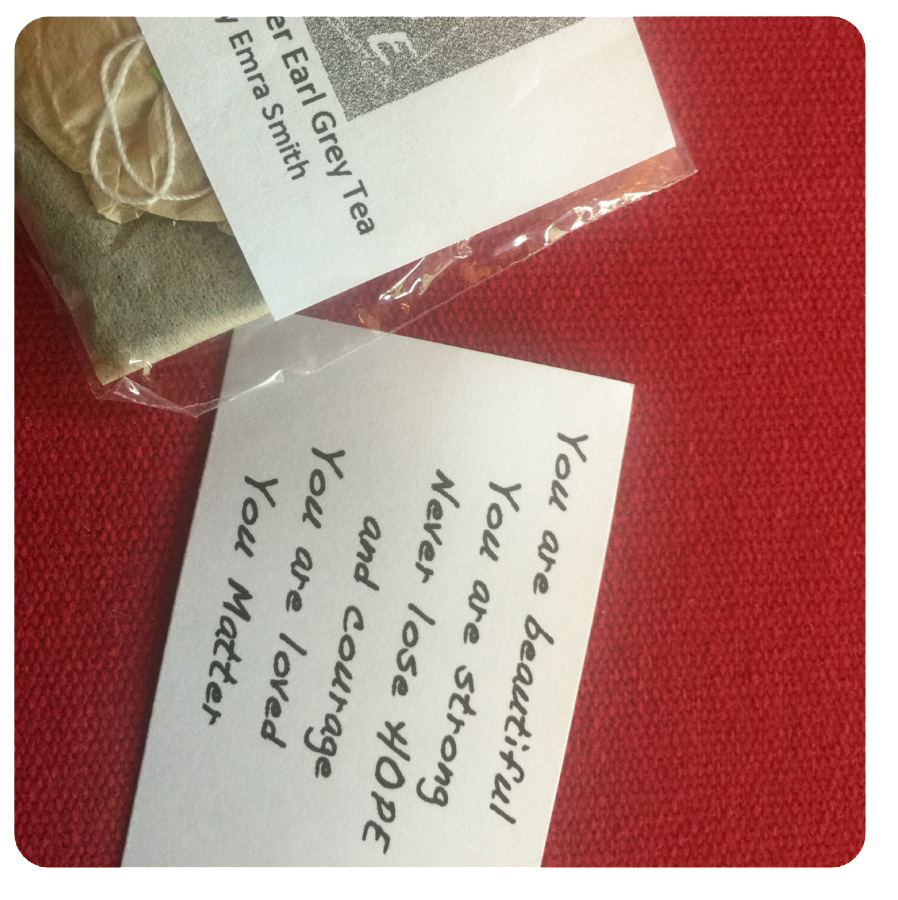 E
er Earl Grey Tea
y Emra Smith
You are beautiful
You are strong
Never lose HOPE
and courage
You are loved
You Matter